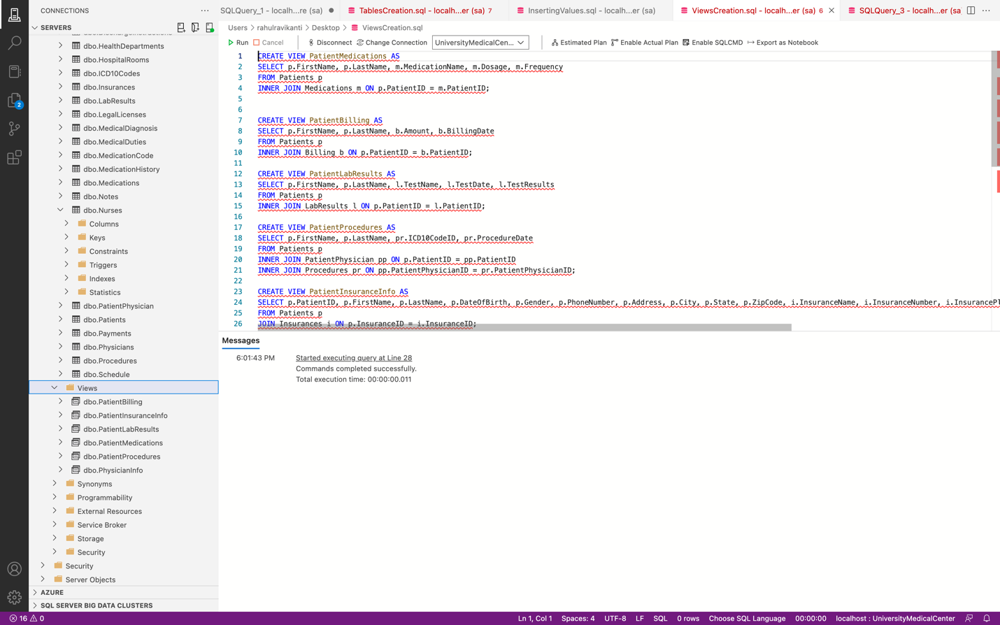 CONNECTIONS
SQLQuery_1 - localh...re (sa)
TablesCreation.sql - localh...er (sa) 7
InsertingValues.sql - localh...er (sa)
ViewsCreation.sql - localh...er (sa) 6
SQLQuery_3 - localh...er (sa)
SERVERS
dbo.HealthDepartments
dbo.HospitalRooms
dbo.ICD10Codes
dbo.Insurances
dbo.LabResults
dbo.LegalLicenses
dbo.MedicalDiagnosis
dbo.MedicalDuties
dbo.MedicationCode
dbo.MedicationHistory
dbo.Medications
dbo.Notes
dbo.Nurses
Columns
Keys
Constraints
Triggers
Indexes
Statistics
dbo.PatientPhysician
dbo.Patients
dbo.Payments
dbo.Physicians
dbo.Procedures
dbo.Schedule
Views
dbo.PatientBilling
dbo.PatientInsuranceInfo
dbo.PatientLabResults
dbo.PatientMedications
dbo.PatientProcedures
dbo.PhysicianInfo
Synonyms
Programmability
External Resources
Service Broker
Storage
Security
Security
Server Objects
AZURE
SQL SERVER BIG DATA CLUSTERS
2
Users > rahulravikanti > Desktop > ViewsCreation.sql
Run Cancel Disconnect Change Connection UniversityMedicalCen... Estimated Plan Enable Actual Plan Enable SQLCMD Export as Notebook
1 CREATE VIEW PatientMedications AS
2 SELECT p.FirstName, p.LastName, m.MedicationName, m.Dosage, m.Frequency
3 FROM Patients p
4 INNER JOIN Medications m ON p.PatientID = m.PatientID;
5
6
7 CREATE VIEW PatientBilling AS
8 SELECT p.FirstName, p.LastName, b.Amount, b.BillingDate
9 FROM Patients p
10 INNER JOIN Billing b ON p.PatientID = b.PatientID;
11
12 CREATE VIEW PatientLabResults AS
13 SELECT p.FirstName, p.LastName, l.TestName, l.TestDate, l.TestResults
14 FROM Patients p
15 INNER JOIN LabResults l ON p.PatientID = l.PatientID;
16
17 CREATE VIEW PatientProcedures AS
18 SELECT p.FirstName, p.LastName, pr.ICD10CodeID, pr.ProcedureDate
19 FROM Patients p
20 INNER JOIN PatientPhysician pp ON p.PatientID = pp.PatientID
21 INNER JOIN Procedures pr ON pp.PatientPhysicianID = pr.PatientPhysicianID;
22
23 CREATE VIEW PatientInsuranceInfo AS
24 SELECT p.PatientID, p.FirstName, p.LastName, p.DateOfBirth, p.Gender, p.PhoneNumber, p.Address, p.City, p.State, p.ZipCode, i.InsuranceName, i.InsuranceNumber, i.InsurancePl
25 FROM Patients p
26 JOIN Insurances i ON p.InsuranceID = i.InsuranceID;
Messages
6:01:43 PM Started executing query at Line 28
Commands completed successfully.
Total execution time: 00:00:00.011
16 0
Ln 1, Col 1 Spaces: 4 UTF-8 LF SQL 0 rows Choose SQL Language 00:00:00 localhost : UniversityMedicalCenter